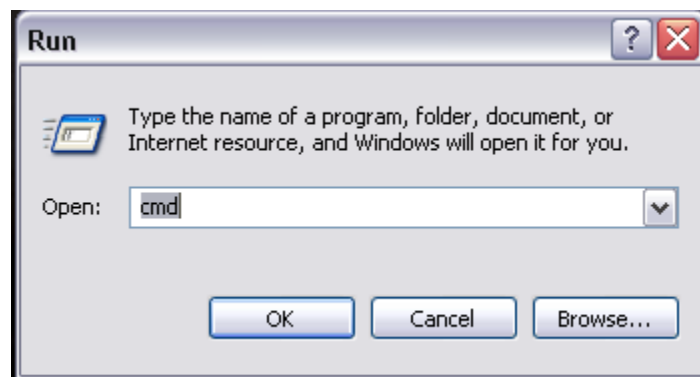 Run
?
Type the name of a program, folder, document, or
Internet resource, and Windows will open it for you.
Open: cmd
OK Cancel Browse...